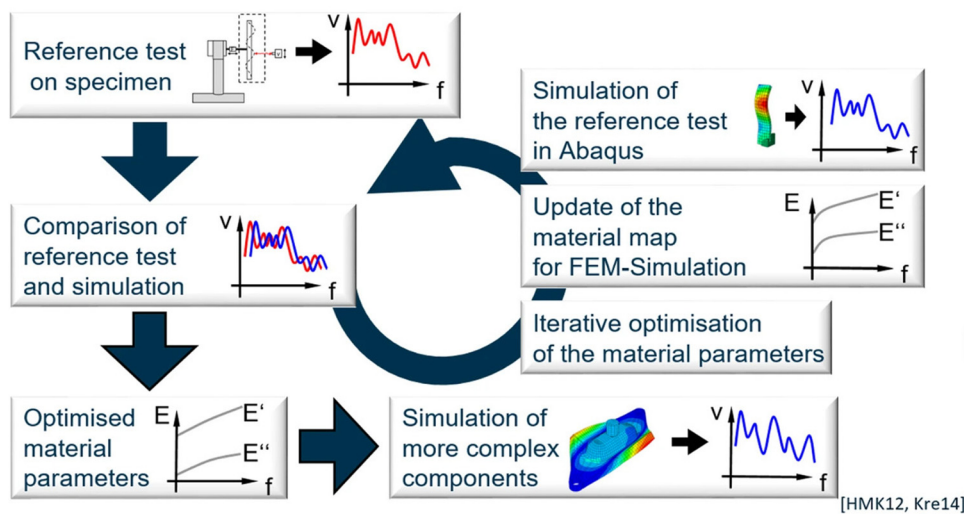 Reference test
on specimen
v
v
f
Simulation of
the reference test
in Abaqus
v
f
Comparison of
reference test
and simulation
v
f
Update of the
material map
for FEM-Simulation
E
E‘
E“
f
Iterative optimisation
of the material parameters
Optimised
material
parameters
E
E‘
E“
f
Simulation of
more complex
components
v
f
[HMK12, Kre14]